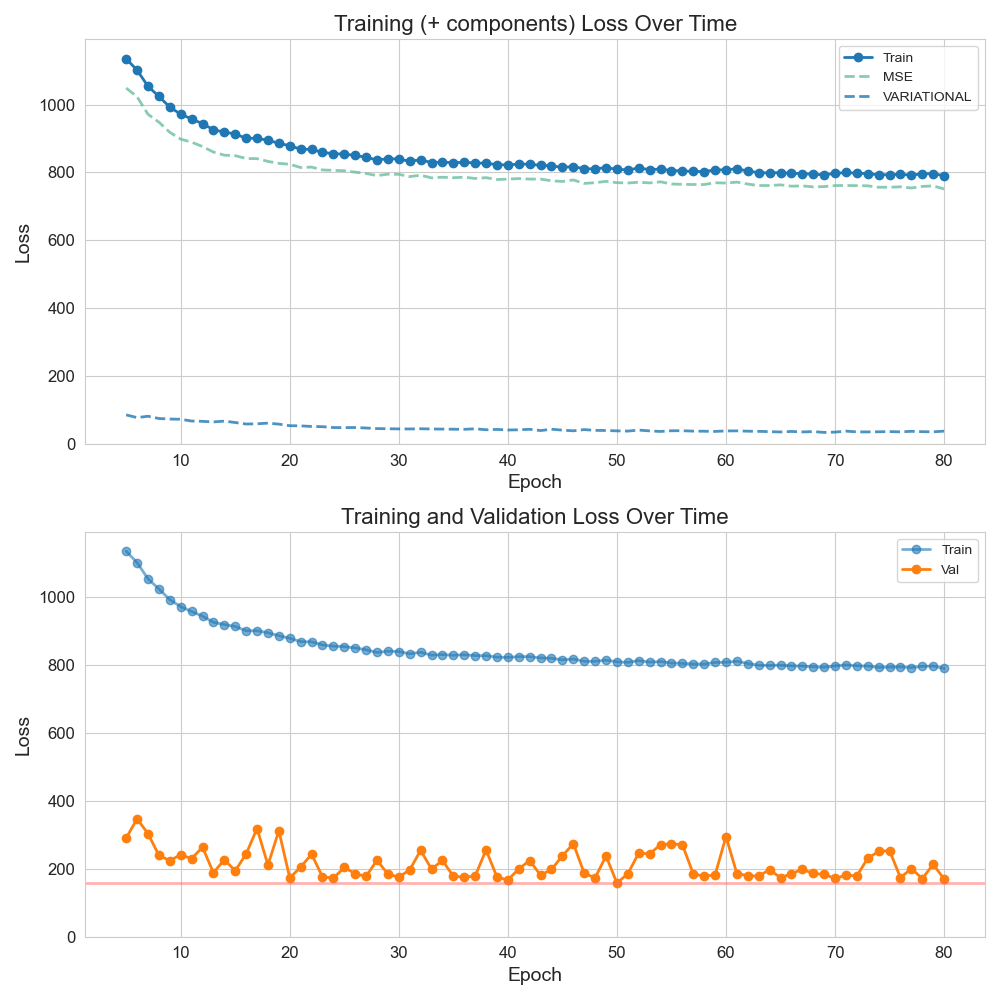 Training (+ components) Loss Over Time
Train
MSE
VARIATIONAL
Loss
1000
800
600
400
200
0
10 20 30 40 50 60 70 80
Epoch
Training and Validation Loss Over Time
Train
Val
Loss
1000
800
600
400
200
0
10 20 30 40 50 60 70 80
Epoch